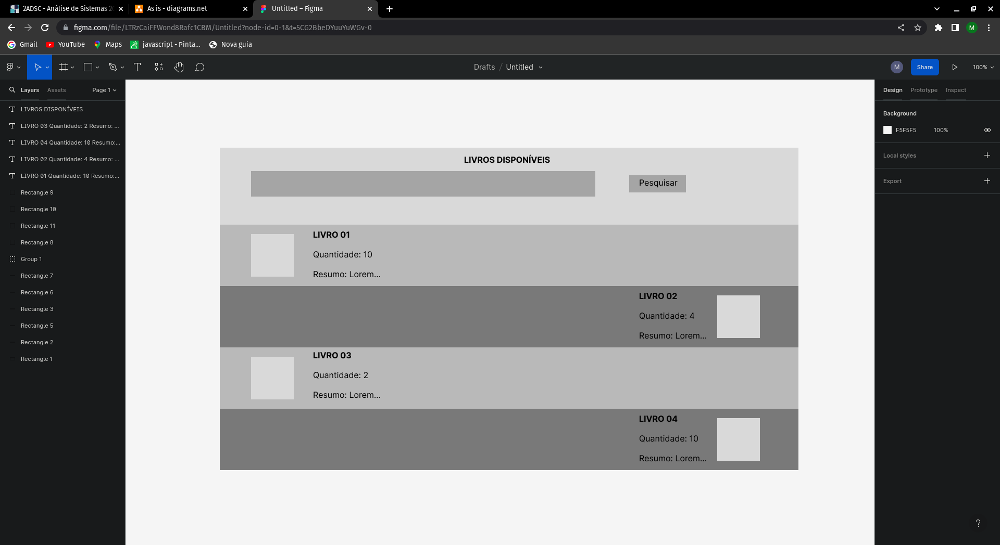 2ADSC - Análise de Sistemas 2
As is - diagrams.net
Untitled – Figma
figma.com/file/LTRzCaiFFWond8Rafc1CBM/Untitled?node-id=0-1&t=5CG2BbeDYuuYuWGv-0
M
Gmail
YouTube
Maps
javascript - Pinta...
Nova guia
Drafts / Untitled
M
Share
100%
Layers
Assets
Page 1
LIVROS DISPONÍVEIS
LIVRO 03 Quantidade: 2 Resumo: ...
LIVRO 04 Quantidade: 10 Resumo:...
LIVRO 02 Quantidade: 4 Resumo: ...
LIVRO 01 Quantidade: 10 Resumo:...
Rectangle 9
Rectangle 10
Rectangle 11
Rectangle 8
Group 1
Rectangle 7
Rectangle 6
Rectangle 3
Rectangle 5
Rectangle 2
Rectangle 1
LIVROS DISPONÍVEIS
Pesquisar
LIVRO 01
Quantidade: 10
Resumo: Lorem...
LIVRO 02
Quantidade: 4
Resumo: Lorem...
LIVRO 03
Quantidade: 2
Resumo: Lorem...
LIVRO 04
Quantidade: 10
Resumo: Lorem...
Design
Prototype
Inspect
Background
F5F5F5
100%
Local styles
Export
?